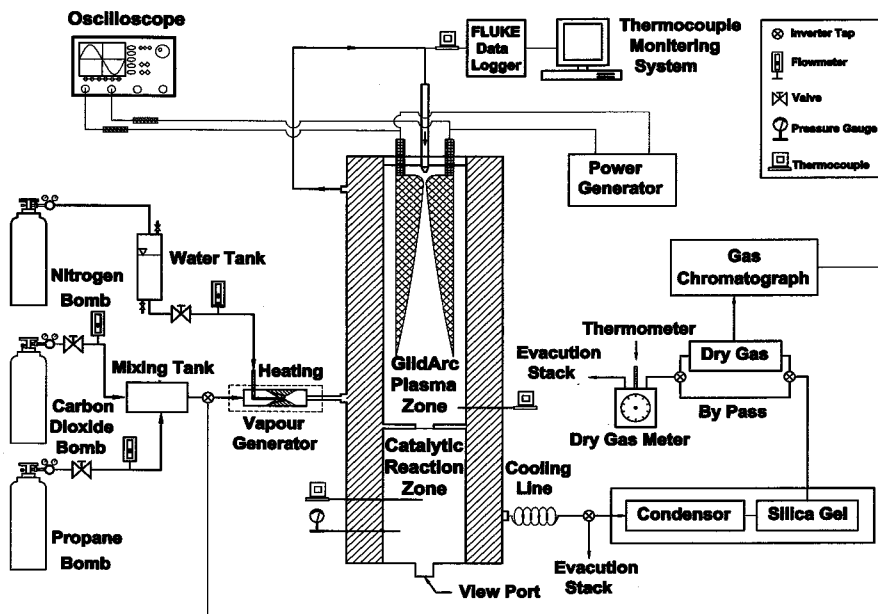 Oscilloscope
FLUKE
Data
Logger
Thermocouple
Monitering
System
Inverter Tap
Flowmeter
Valve
Pressure Gauge
Thermocouple
Power
Generator
Nitrogen
Bomb
Water Tank
Gas
Chromatograph
Thermometer
Evacution
Stack
Dry Gas
By Pass
Dry Gas Meter
Mixing Tank
Heating
GlidArc
Plasma
Zone
Carbon
Dioxide
Bomb
Vapour
Generator
Catalytic
Reaction
Zone
Cooling
Line
Condensor
Silica Gel
Propane
Bomb
View Port
Evacution
Stack